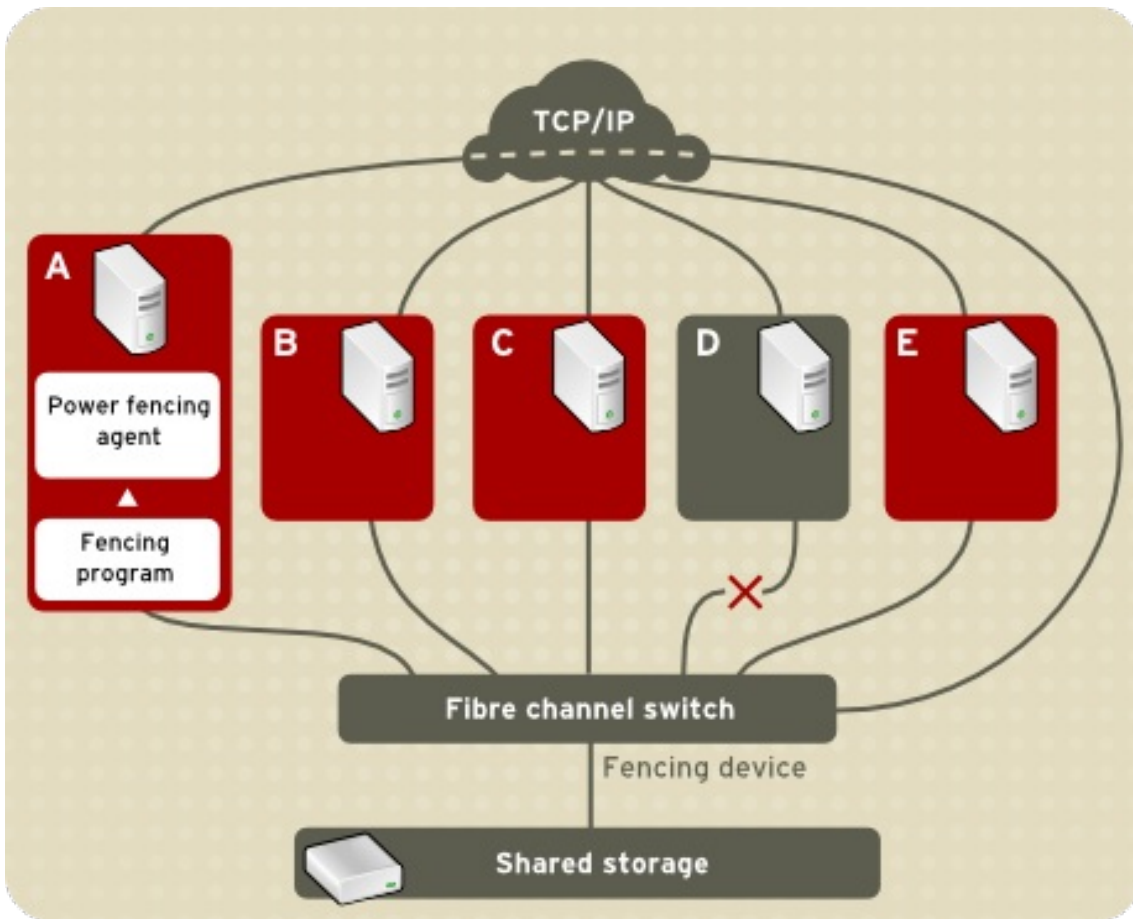 TCP/IP
A
B
C
D
E
Power fencing
agent
Fencing
program
Fibre channel switch
Fencing device
Shared storage